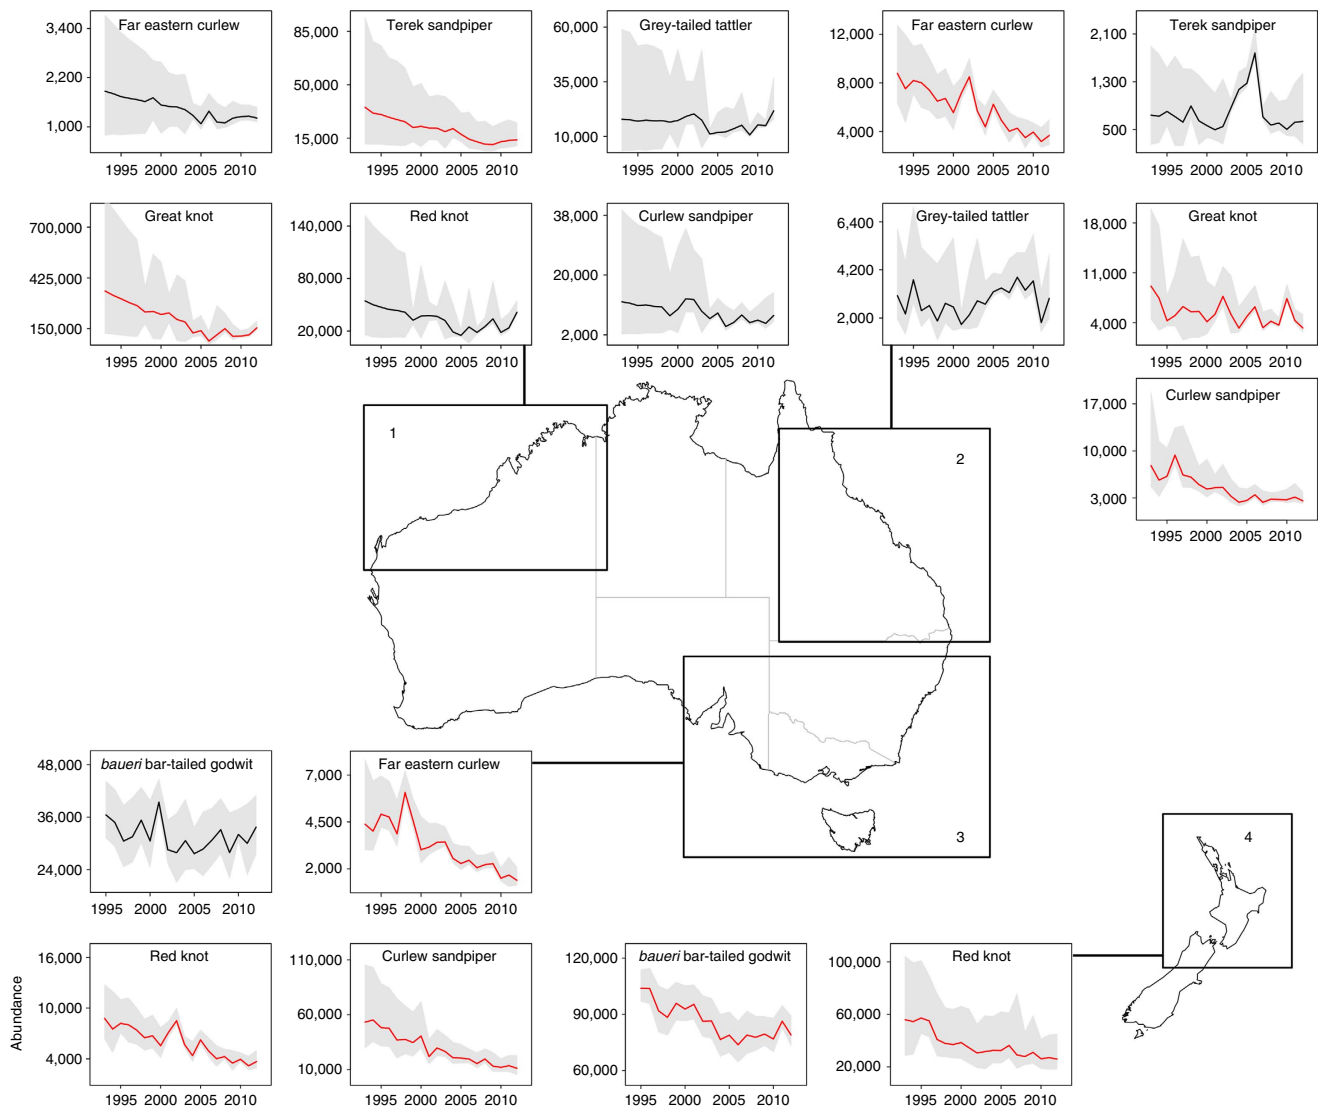 Far eastern curlew
3,400
2,200
1,000
1995 2000 2005 2010
Terek sandpiper
85,000
50,000
15,000
1995 2000 2005 2010
Grey-tailed tattler
60,000
35,000
10,000
1995 2000 2005 2010
Far eastern curlew
12,000
8,000
4,000
1995 2000 2005 2010
Terek sandpiper
2,100
1,300
500
1995 2000 2005 2010
Great knot
700,000
425,000
150,000
1995 2000 2005 2010
Red knot
140,000
80,000
20,000
1995 2000 2005 2010
Curlew sandpiper
38,000
20,000
2,000
1995 2000 2005 2010
Grey-tailed tattler
6,400
4,200
2,000
1995 2000 2005 2010
Great knot
18,000
11,000
4,000
1995 2000 2005 2010
Curlew sandpiper
17,000
10,000
3,000
1995 2000 2005 2010
1
2
3
4
baueri bar-tailed godwit
48,000
36,000
24,000
1995 2000 2005 2010
Far eastern curlew
7,000
4,500
2,000
1995 2000 2005 2010
Red knot
16,000
10,000
4,000
Abundance
1995 2000 2005 2010
Curlew sandpiper
110,000
60,000
10,000
1995 2000 2005 2010
baueri bar-tailed godwit
120,000
90,000
60,000
1995 2000 2005 2010
Red knot
100,000
60,000
20,000
1995 2000 2005 2010